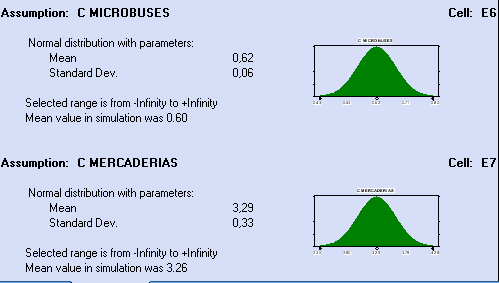 Assumption: C MICROBUSES Cell: E6
Normal distribution with parameters:
Mean 0,62
Standard Dev. 0,06
Selected range is from -Infinity to +Infinity
Mean value in simulation was 0.60
C MICROBUSES
Assumption: C MERCADERIAS Cell: E7
Normal distribution with parameters:
Mean 3,29
Standard Dev. 0,33
Selected range is from -Infinity to +Infinity
Mean value in simulation was 3.26
C MERCADERIAS